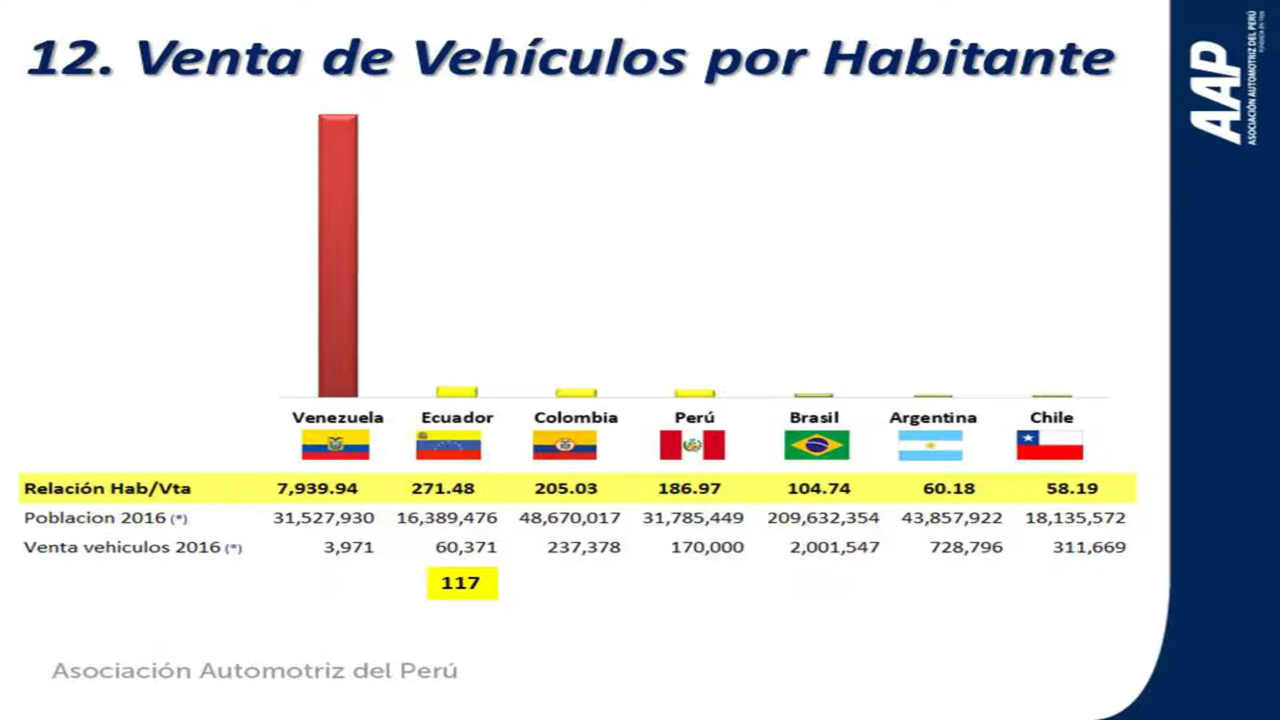 12. Venta de Vehículos por Habitante
AAP
ASOCIACIÓN AUTOMOTRIZ DEL PERÚ
Venezuela Ecuador Colombia Perú Brasil Argentina Chile
Relación Hab/Vta 7,939.94 271.48 205.03 186.97 104.74 60.18 58.19
Poblacion 2016 (*) 31,527,930 16,389,476 48,670,017 31,785,449 209,632,354 43,857,922 18,135,572
Venta vehiculos 2016 (*) 3,971 60,371 237,378 170,000 2,001,547 728,796 311,669
117
Asociación Automotriz del Perú